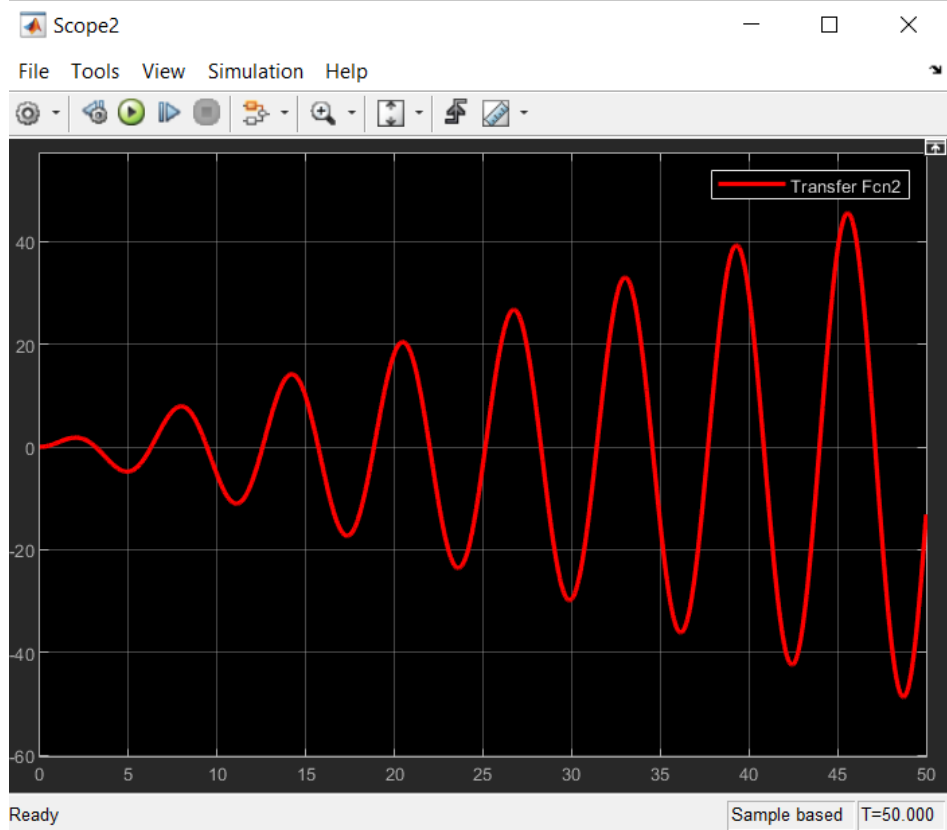 Scope2
File Tools View Simulation Help
Transfer Fcn2
40
20
0
-20
-40
-60
0 5 10 15 20 25 30 35 40 45 50
Ready Sample based T=50.000